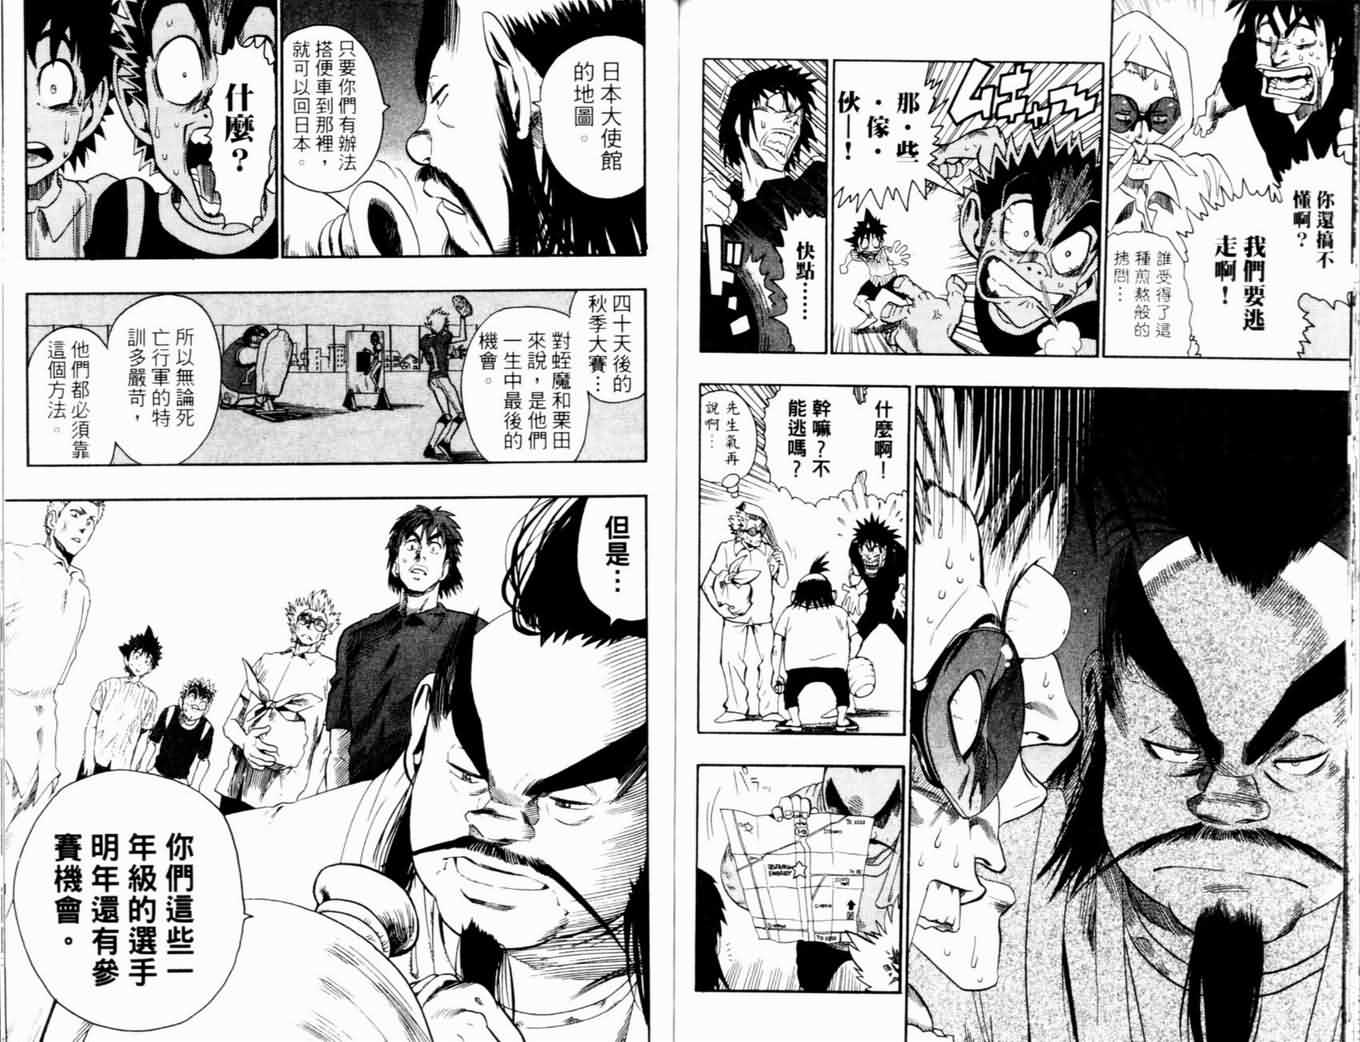 你還搞不
懂啊？
我們要逃
走啊！
誰受得了這
種煎熬般的
拷問…
那・些
・傢・
伙—！
快點……
什麼啊！
幹嘛？不
能逃嗎？
先生氣再
說啊…
日本大使館
的地圖。
只要你們有辦法
搭便車到那裡，
就可以回日本。
什麼？
四十天後的
秋季大賽…
對蛭魔和栗田
來說，是他們
一生中最後的
機會。
所以無論死
亡行軍的特
訓多嚴苛，
他們都必須靠
這個方法。
但是…
你們這些一
年級的選手
明年還有參
賽機會。